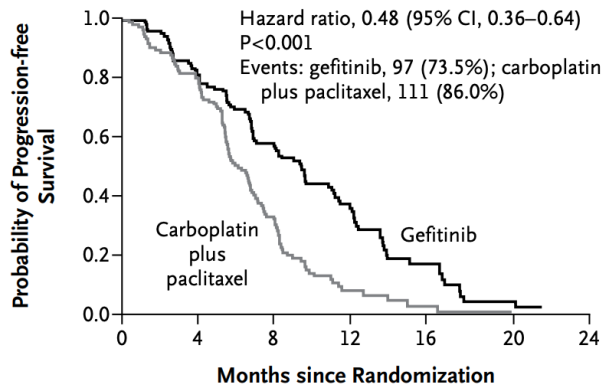 Hazard ratio, 0.48 (95% CI, 0.36–0.64)
P<0.001
Events: gefitinib, 97 (73.5%); carboplatin
plus paclitaxel, 111 (86.0%)
Probability of Progression-free
Survival
1.0
0.8
0.6
0.4
0.2
0.0
Carboplatin
plus
paclitaxel
Gefitinib
0 4 8 12 16 20 24
Months since Randomization